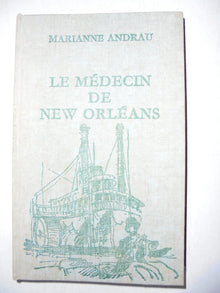 MARIANNE ANDRAU
LE MÉDECIN
DE
NEW ORLÉANS